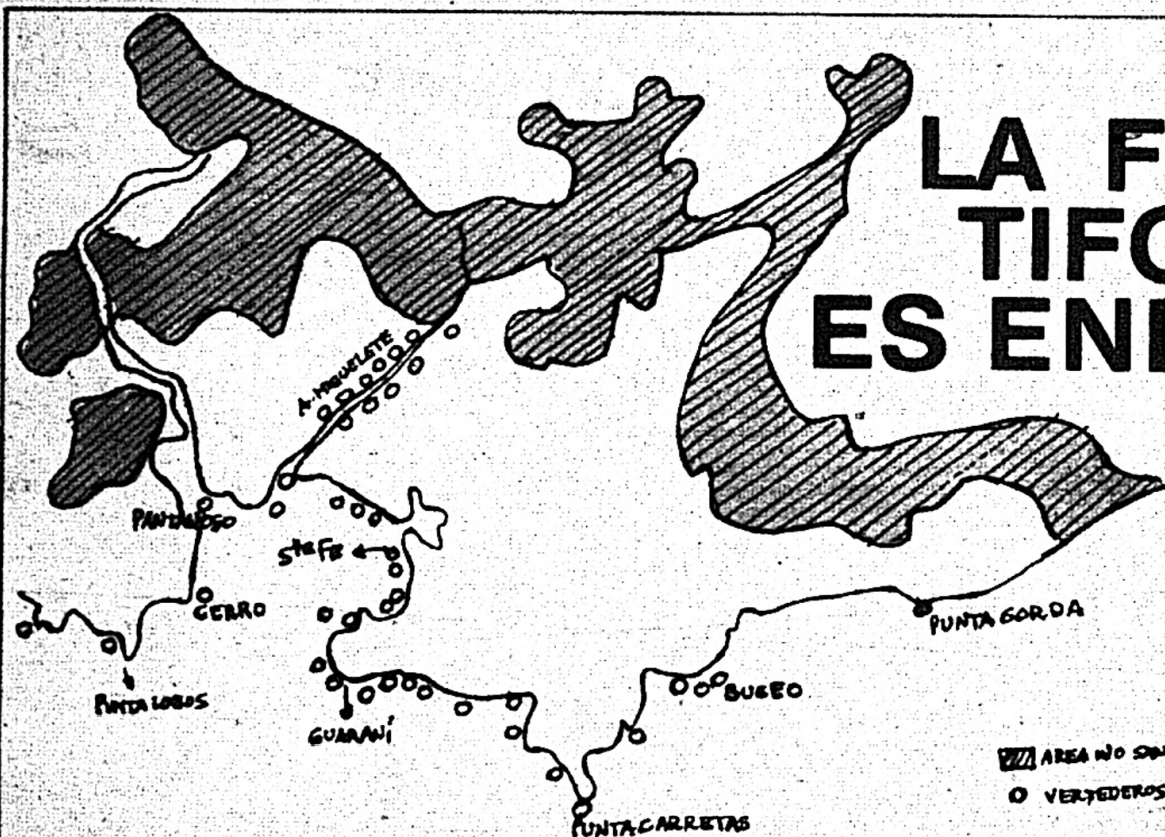 LA F
TIFO
ES ENE
A. MIGUELETE
PANTANOSO
Sta FE
CERRO
PUNTA GORDA
PUNTA LOBOS
BUCEO
GUARANÍ
AREA NO SAN
VERTEDEROS
PUNTA CARRETAS